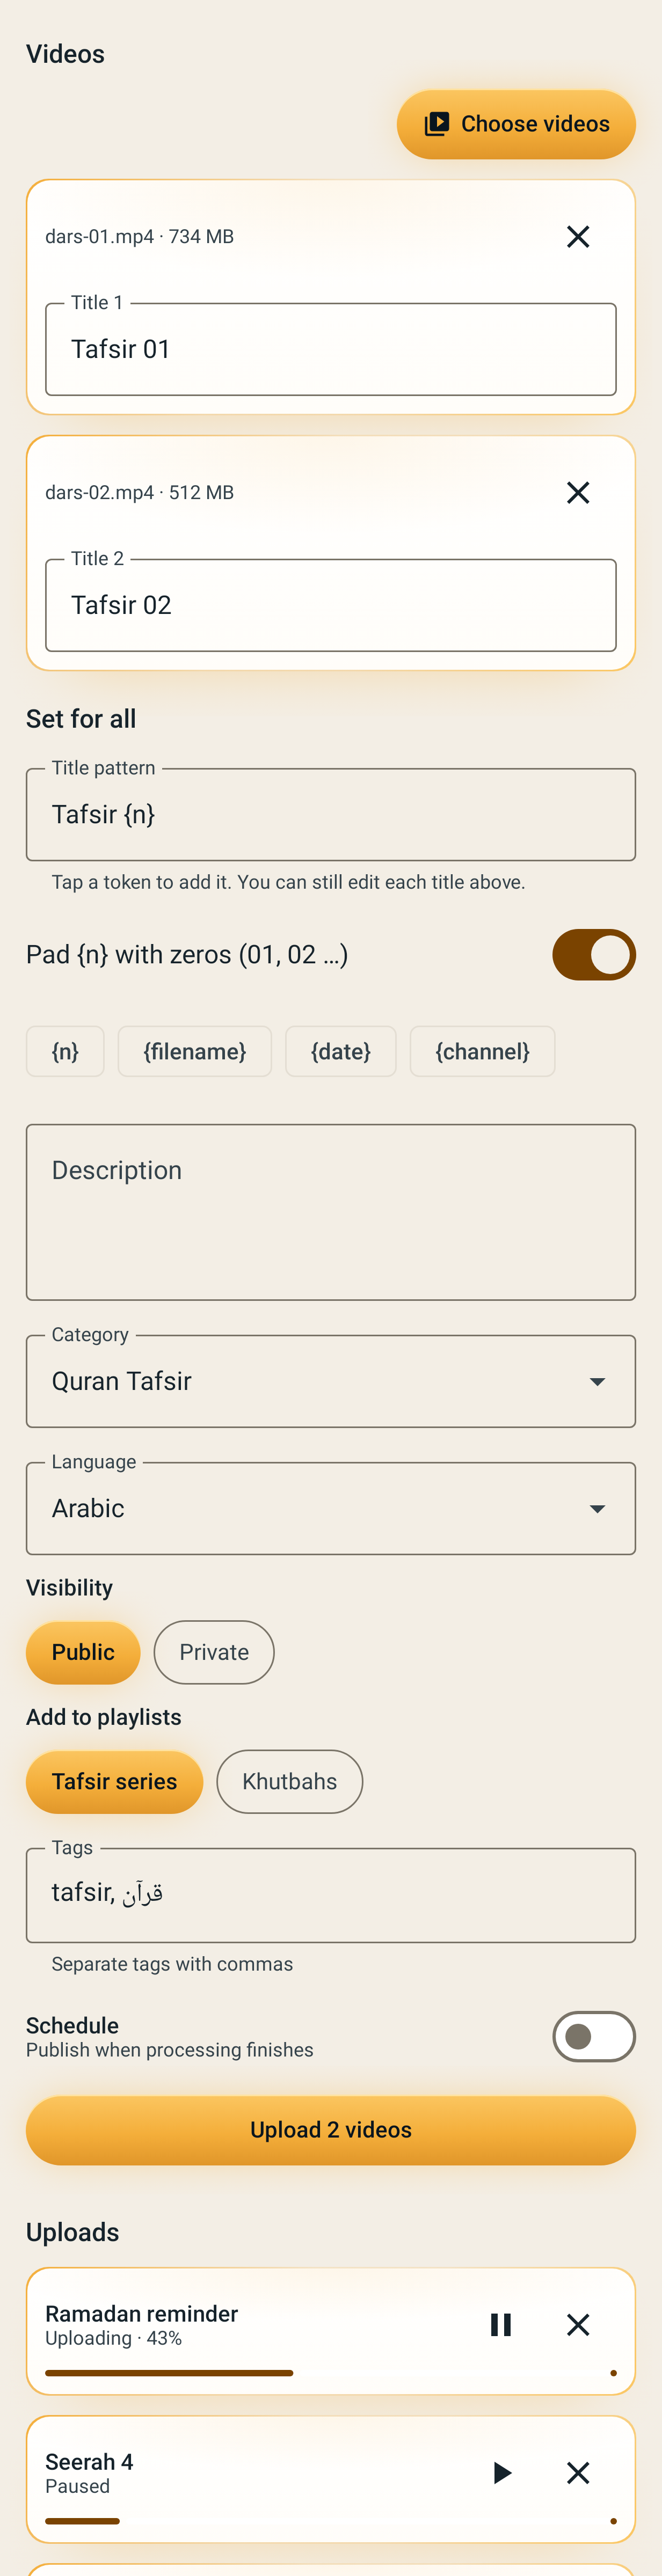 Videos
Choose videos
dars-01.mp4 · 734 MB
Title 1
Tafsir 01
dars-02.mp4 · 512 MB
Title 2
Tafsir 02
Set for all
Title pattern
Tafsir {n}
Tap a token to add it. You can still edit each title above.
Pad {n} with zeros (01, 02 …)
{n} {filename} {date} {channel}
Description
Category
Quran Tafsir
Language
Arabic
Visibility
Public Private
Add to playlists
Tafsir series Khutbahs
Tags
tafsir, قرآن
Separate tags with commas
Schedule
Publish when processing finishes
Upload 2 videos
Uploads
Ramadan reminder
Uploading · 43%
Seerah 4
Paused